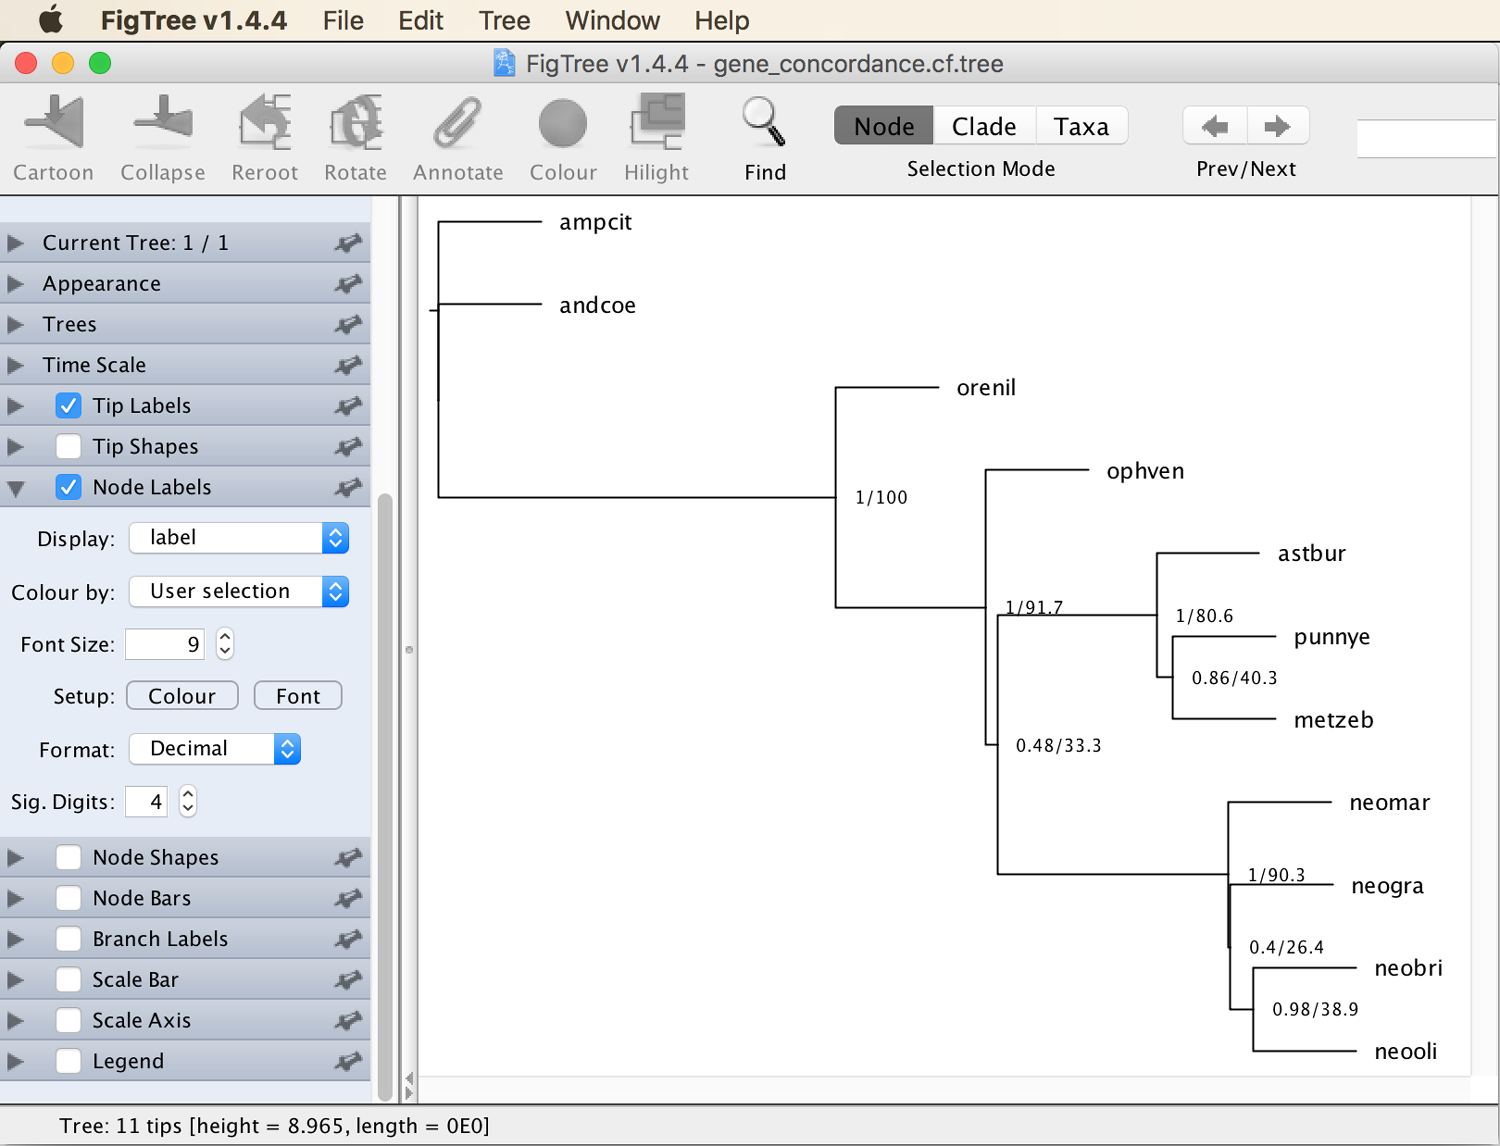 FigTree v1.4.4 File Edit Tree Window Help
FigTree v1.4.4 - gene_concordance.cf.tree
Cartoon Collapse Reroot Rotate Annotate Colour Hilight Find
Node Clade Taxa
Selection Mode
Prev/Next
Current Tree: 1 / 1
Appearance
Trees
Time Scale
Tip Labels
Tip Shapes
Node Labels
Display: label
Colour by: User selection
Font Size: 9
Setup: Colour Font
Format: Decimal
Sig. Digits: 4
Node Shapes
Node Bars
Branch Labels
Scale Bar
Scale Axis
Legend
ampcit
andcoe
orenil
ophven
1/100
astbur
1/91.7
1/80.6
punnye
0.86/40.3
metzeb
0.48/33.3
neomar
1/90.3
neogra
0.4/26.4
neobri
0.98/38.9
neooli
Tree: 11 tips [height = 8.965, length = 0E0]